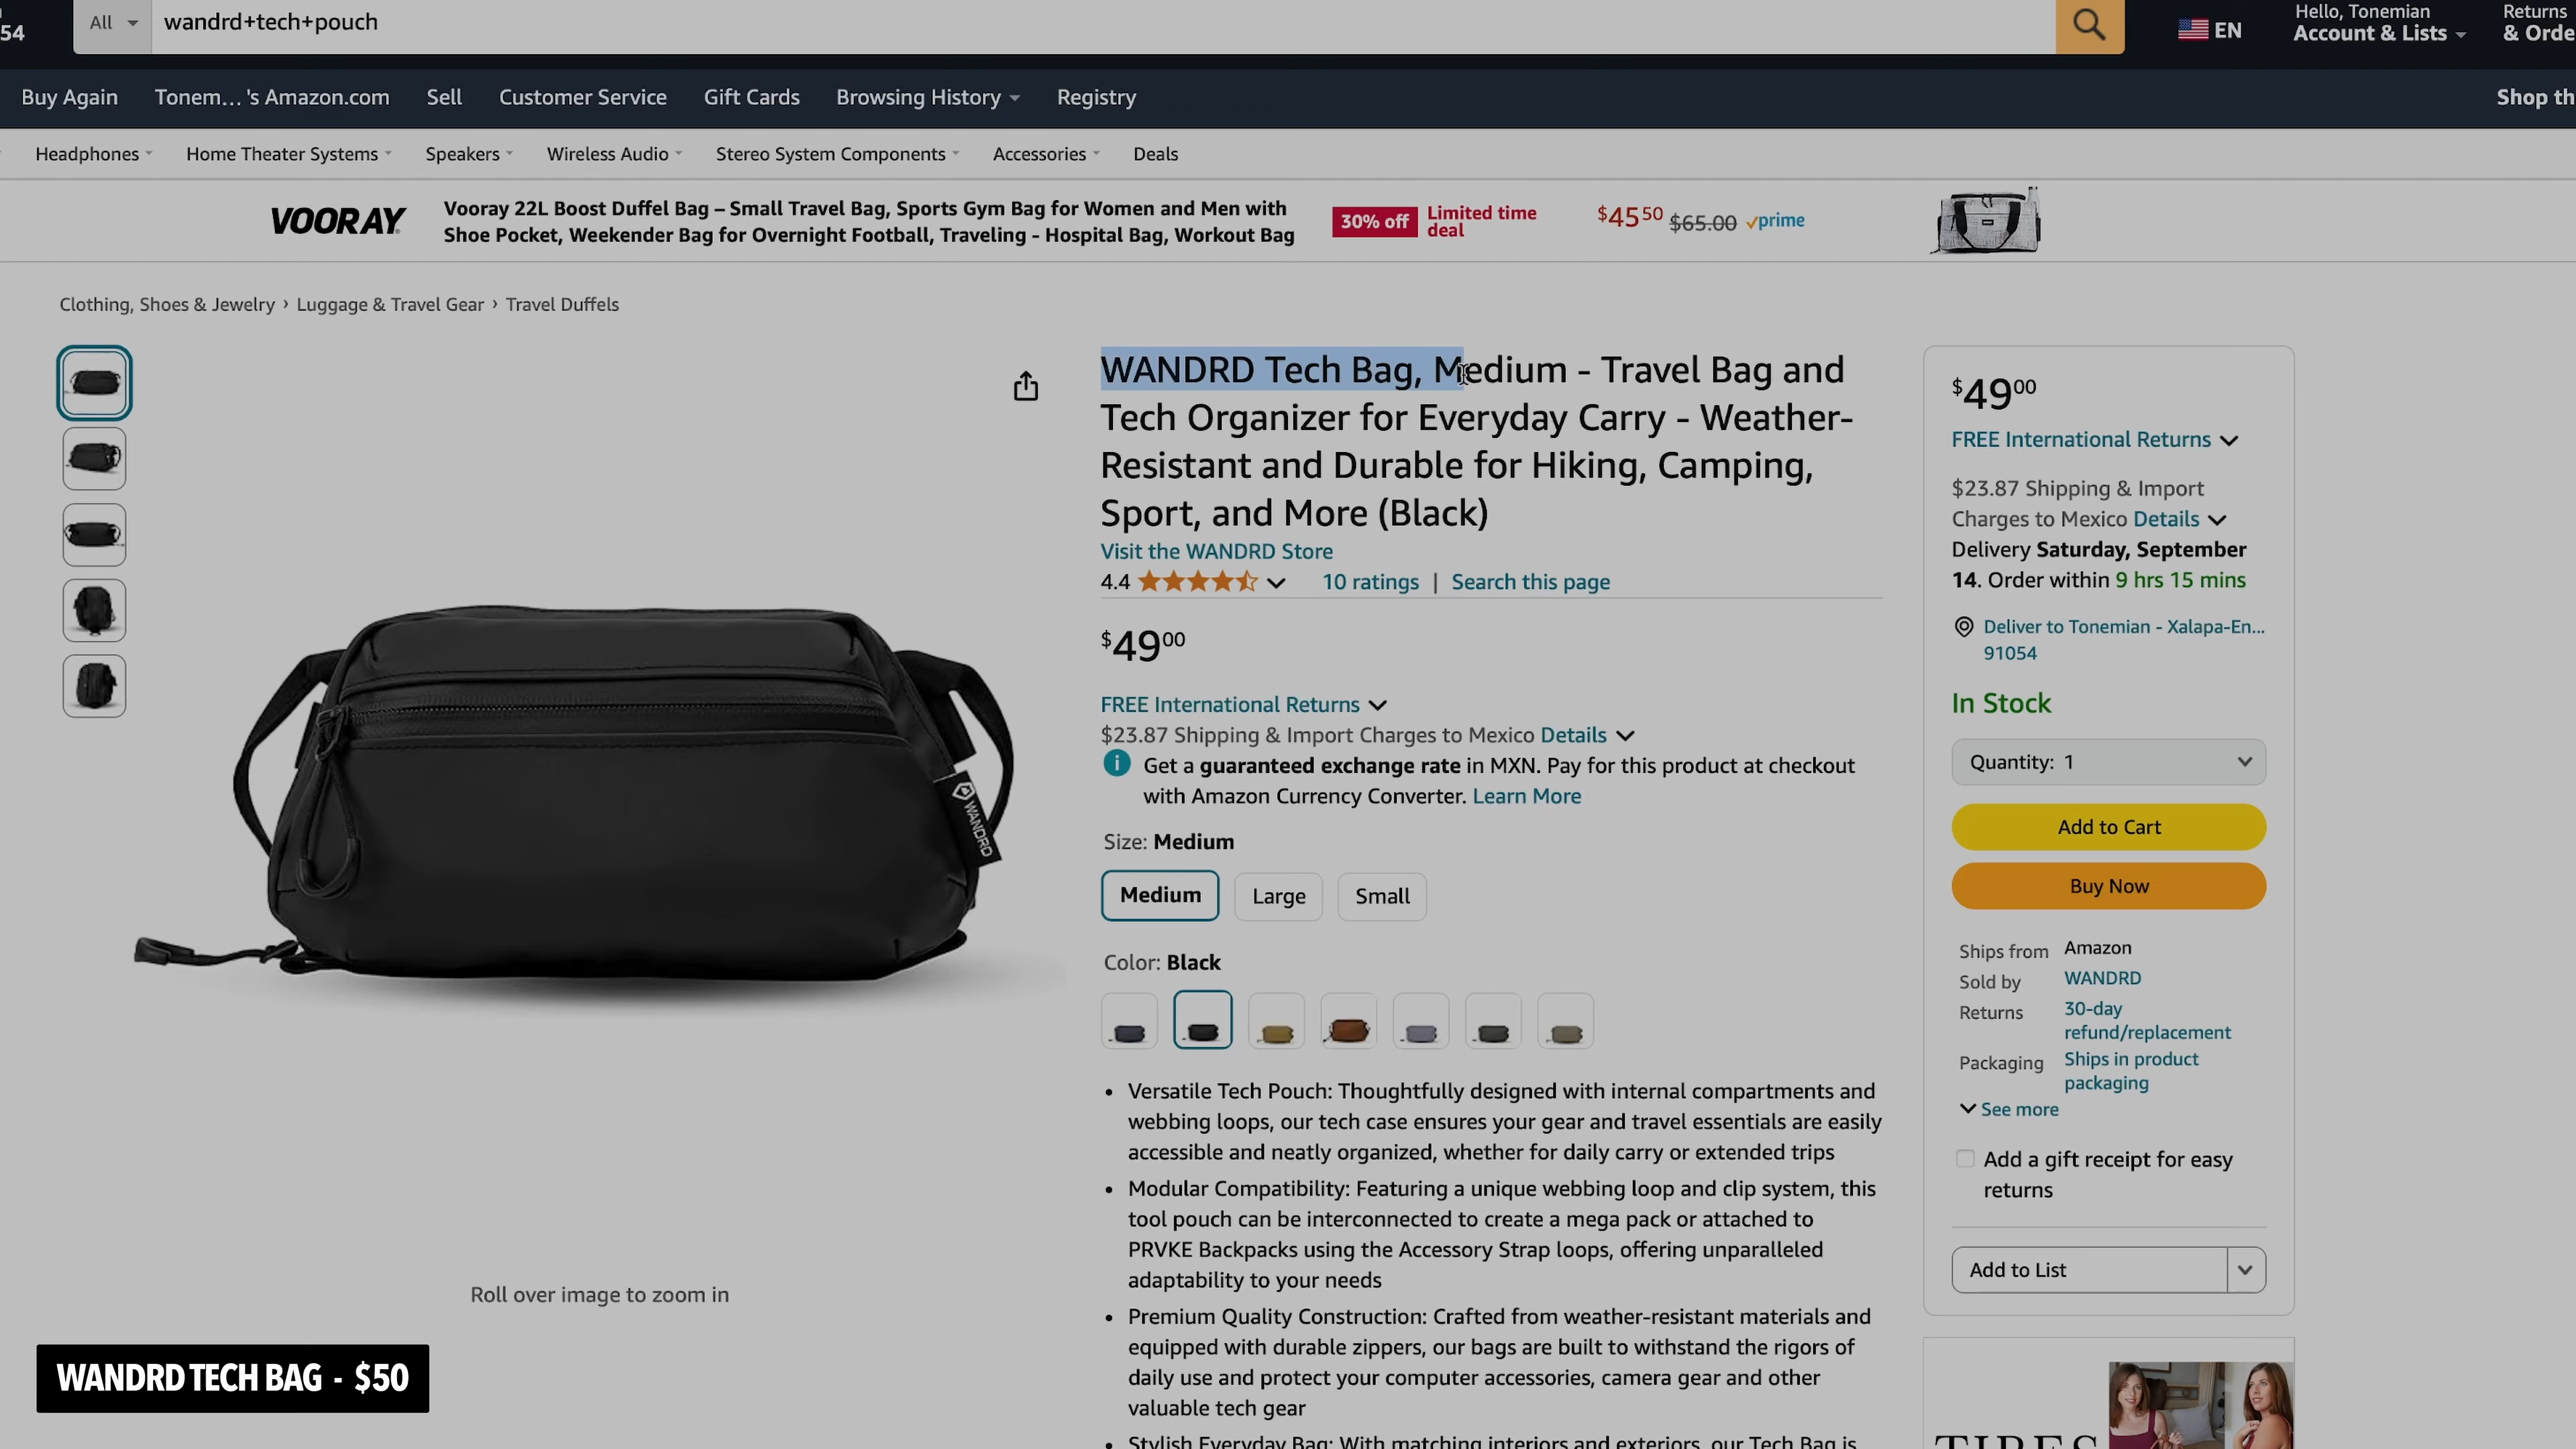 54
All
wandrd+tech+pouch
EN
Hello, Tonemian
Account & Lists
Returns
& Orde
Buy Again
Tonem... 's Amazon.com
Sell
Customer Service
Gift Cards
Browsing History
Registry
Shop th
Headphones
Home Theater Systems
Speakers
Wireless Audio
Stereo System Components
Accessories
Deals
VOORAY
Vooray 22L Boost Duffel Bag – Small Travel Bag, Sports Gym Bag for Women and Men with
Shoe Pocket, Weekender Bag for Overnight Football, Traveling - Hospital Bag, Workout Bag
30% off
Limited time
deal
$45 50 $65.00 prime
Clothing, Shoes & Jewelry › Luggage & Travel Gear › Travel Duffels
WANDRD
Roll over image to zoom in
WANDRD Tech Bag, Medium - Travel Bag and
Tech Organizer for Everyday Carry - Weather-
Resistant and Durable for Hiking, Camping,
Sport, and More (Black)
Visit the WANDRD Store
4.4
10 ratings | Search this page
$49 00
FREE International Returns
$23.87 Shipping & Import Charges to Mexico Details
Get a guaranteed exchange rate in MXN. Pay for this product at checkout
with Amazon Currency Converter. Learn More
Size: Medium
Medium
Large
Small
Color: Black
• Versatile Tech Pouch: Thoughtfully designed with internal compartments and
webbing loops, our tech case ensures your gear and travel essentials are easily
accessible and neatly organized, whether for daily carry or extended trips
• Modular Compatibility: Featuring a unique webbing loop and clip system, this
tool pouch can be interconnected to create a mega pack or attached to
PRVKE Backpacks using the Accessory Strap loops, offering unparalleled
adaptability to your needs
• Premium Quality Construction: Crafted from weather-resistant materials and
equipped with durable zippers, our bags are built to withstand the rigors of
daily use and protect your computer accessories, camera gear and other
valuable tech gear
• Stylish Everyday Bag: With matching interiors and exteriors, our Tech Bag is
$49 00
FREE International Returns
$23.87 Shipping & Import
Charges to Mexico Details
Delivery Saturday, September
14. Order within 9 hrs 15 mins
Deliver to Tonemian - Xalapa-En...
91054
In Stock
Quantity: 1
Add to Cart
Buy Now
Ships from Amazon
Sold by WANDRD
Returns 30-day
refund/replacement
Packaging Ships in product
packaging
See more
Add a gift receipt for easy
returns
Add to List
WANDRD TECH BAG - $50